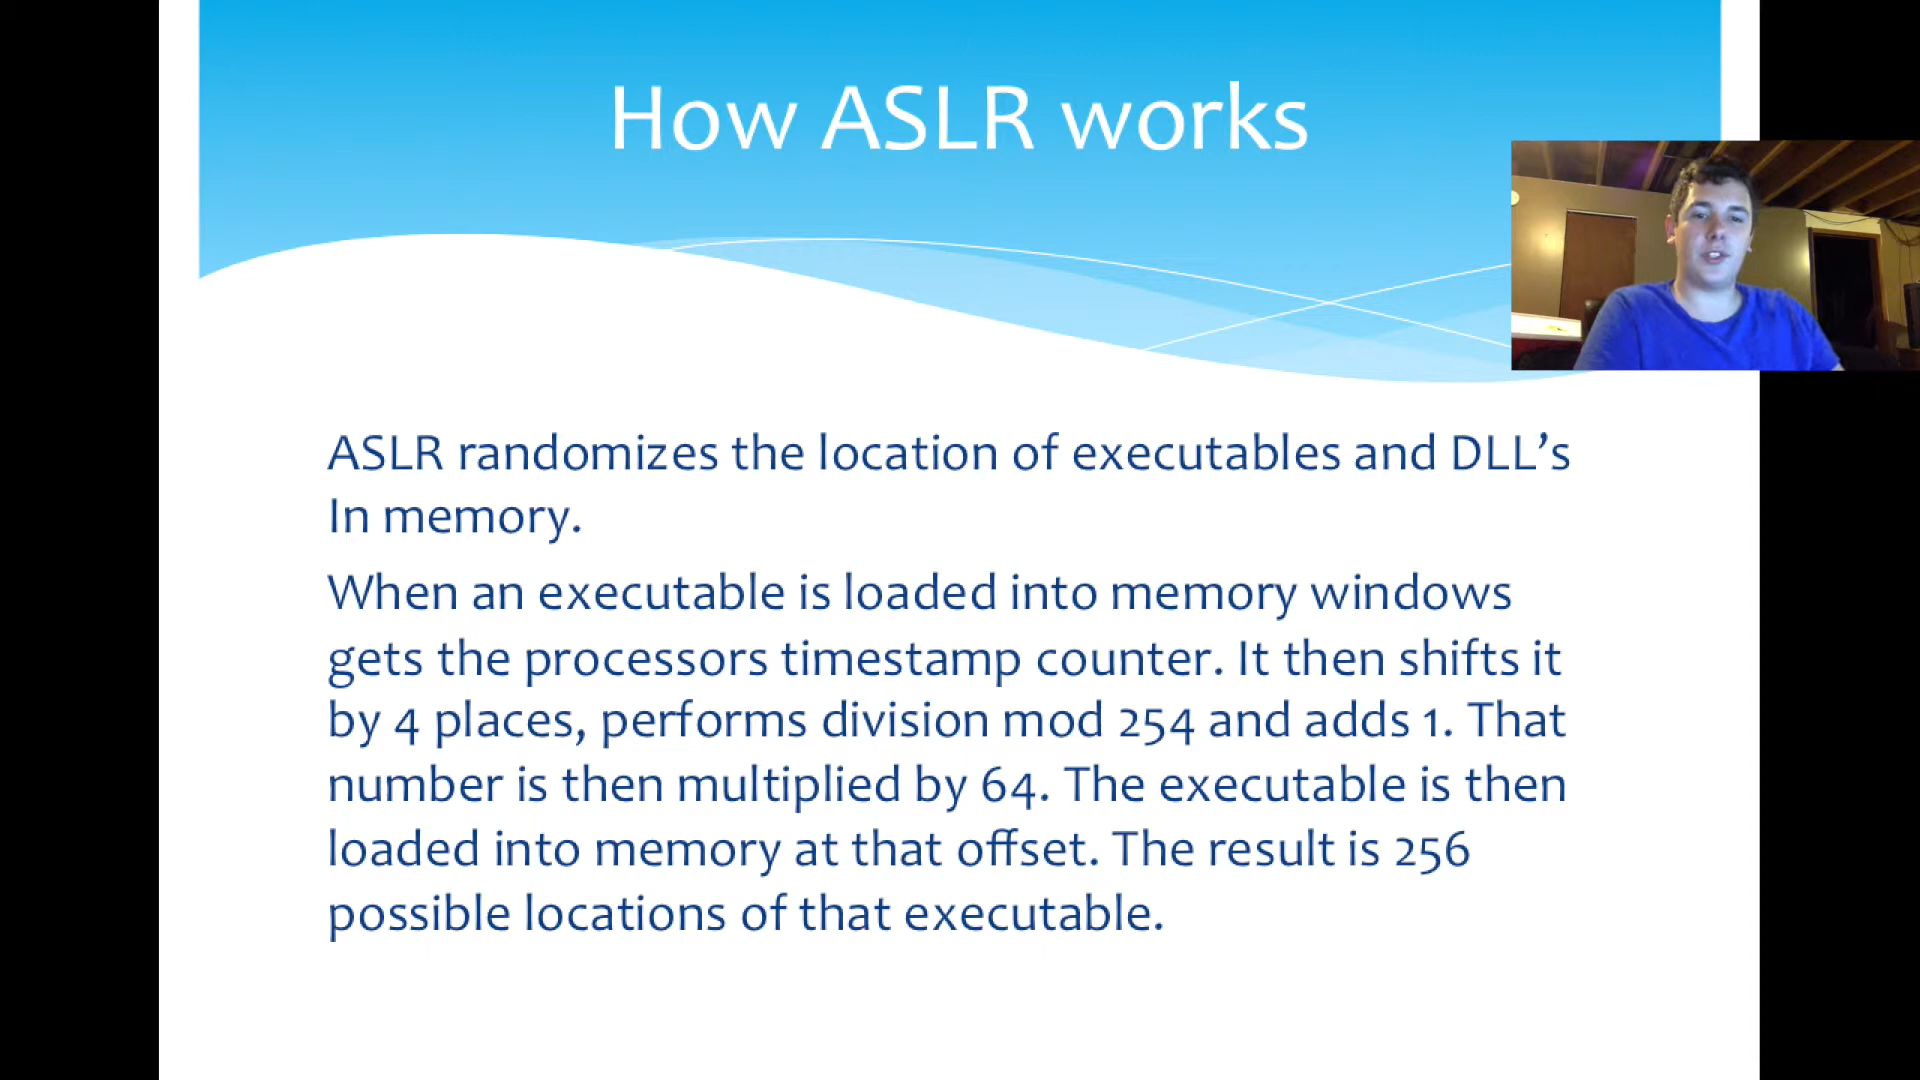 How ASLR works
ASLR randomizes the location of executables and DLL’s
In memory.
When an executable is loaded into memory windows
gets the processors timestamp counter. It then shifts it
by 4 places, performs division mod 254 and adds 1. That
number is then multiplied by 64. The executable is then
loaded into memory at that offset. The result is 256
possible locations of that executable.